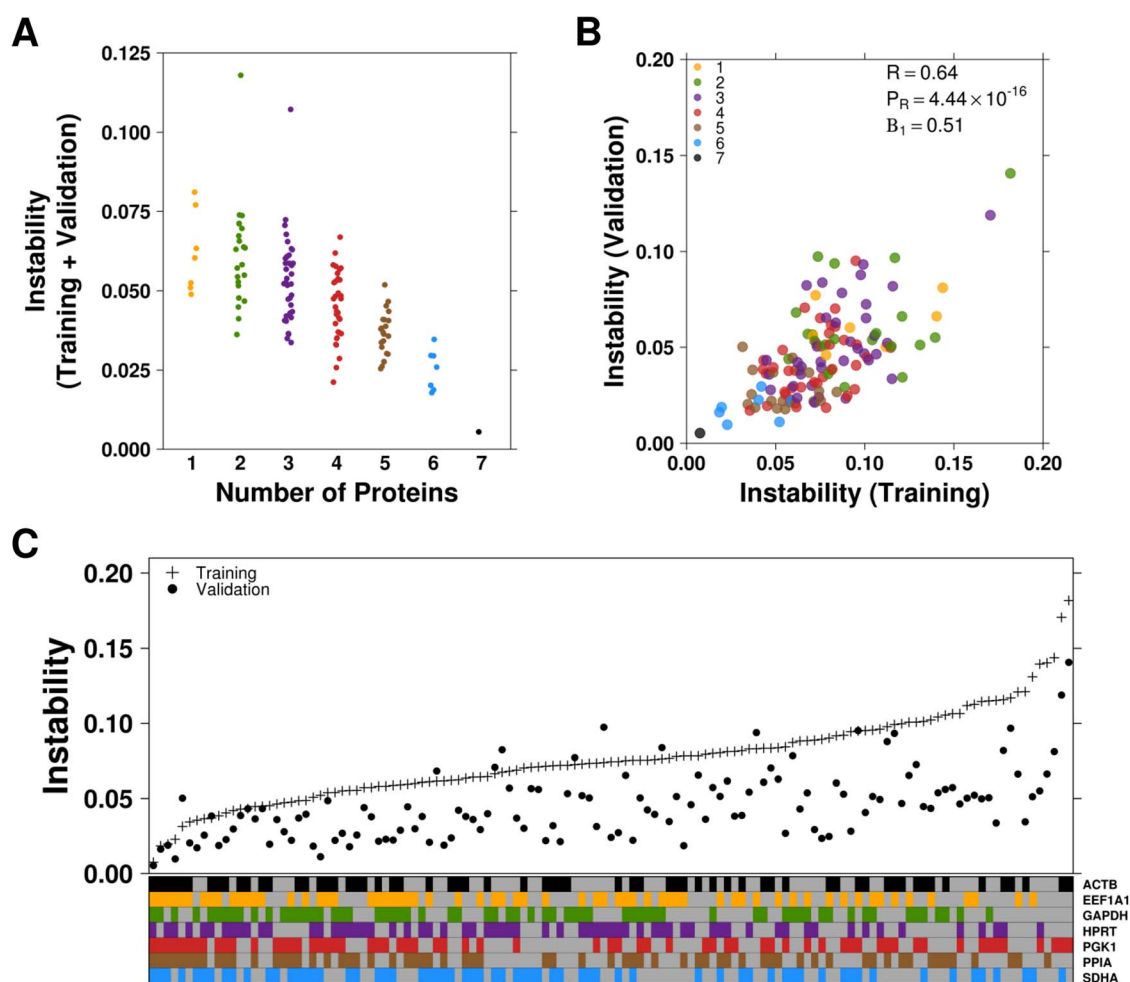 A
Instability
(Training + Validation)
0.125
0.100
0.075
0.050
0.025
0.000
1 2 3 4 5 6 7
Number of Proteins
B
Instability (Validation)
0.20
0.15
0.10
0.05
0.00
1
2
3
4
5
6
7
R = 0.64
P_R = 4.44 × 10^-16
B_1 = 0.51
0.00 0.05 0.10 0.15 0.20
Instability (Training)
C
Instability
0.20
0.15
0.10
0.05
0.00
Training
Validation
ACTB
EEF1A1
GAPDH
HPRT
PGK1
PPIA
SDHA